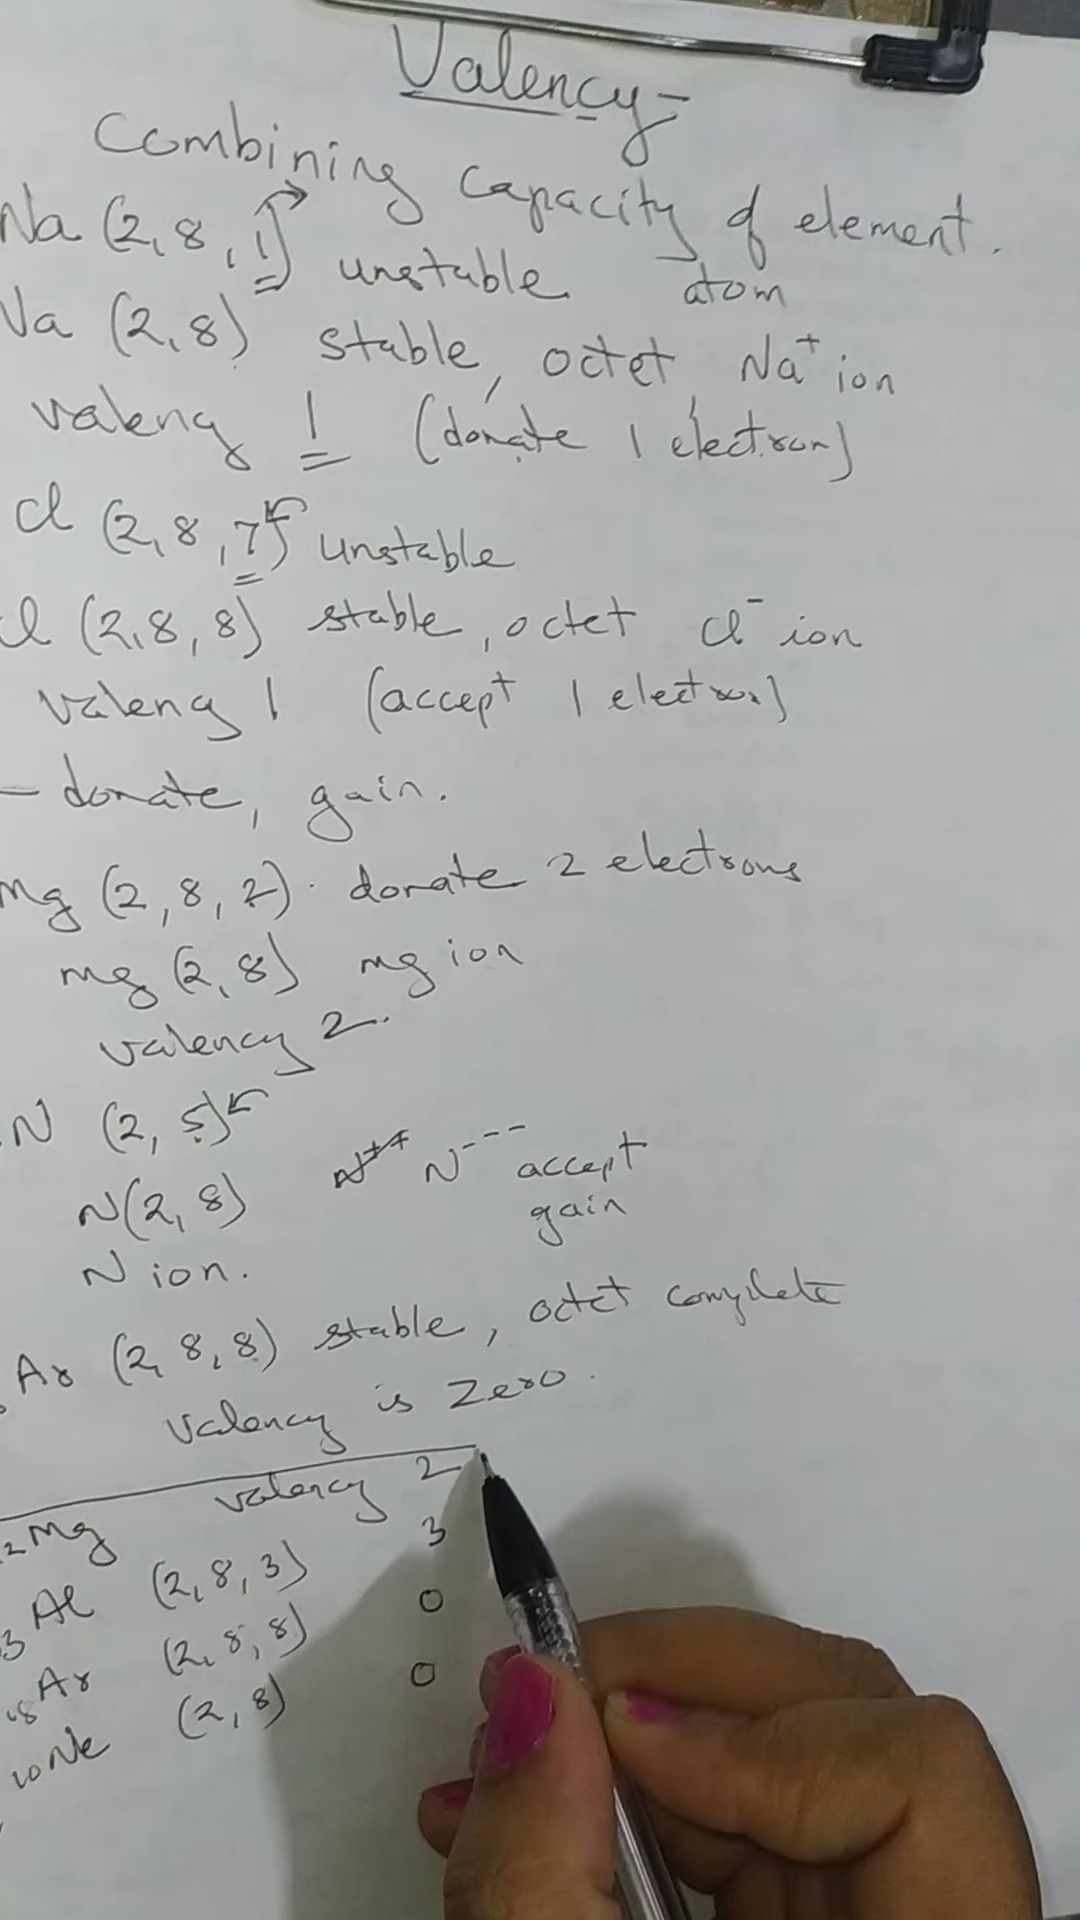 Valency-
Combining capacity of element.
Na (2, 8, 1) unstable atom
Na (2, 8) stable, octet, Na⁺ ion
valency 1 (donate 1 electron)
Cl (2, 8, 7) unstable
Cl (2, 8, 8) stable, octet Cl⁻ ion
valency 1 (accept 1 electron)
- donate, gain.
Mg (2, 8, 2). donate 2 electrons
mg (2, 8) mg ion
valency 2.
N (2, 5)
N(2, 8) N⁻⁻⁻ accept
gain
N ion.
Ar (2, 8, 8) stable, octet complete
valency is Zero.
Mg valency 2
Al (2, 8, 3) 3
18 Ar (2, 8, 8) 0
10 Ne (2, 8) 0